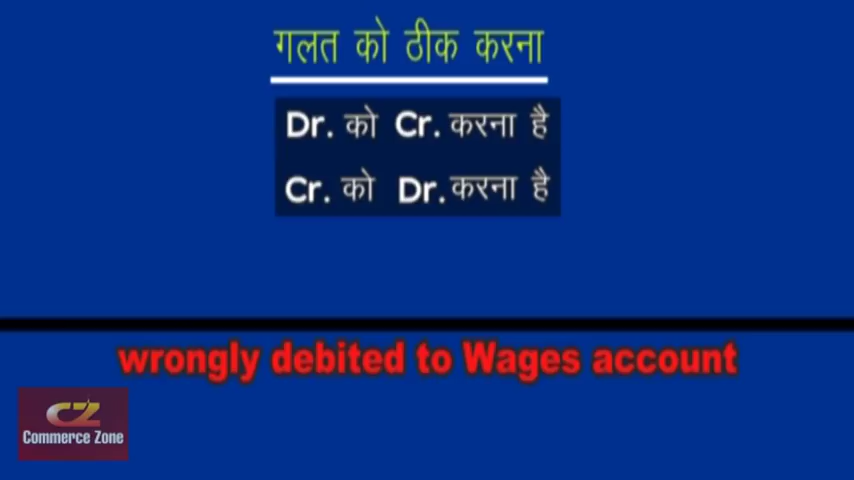 गलत को ठीक करना
Dr. को Cr. करना है
Cr. को Dr. करना है
wrongly debited to Wages account
CZ
Commerce Zone